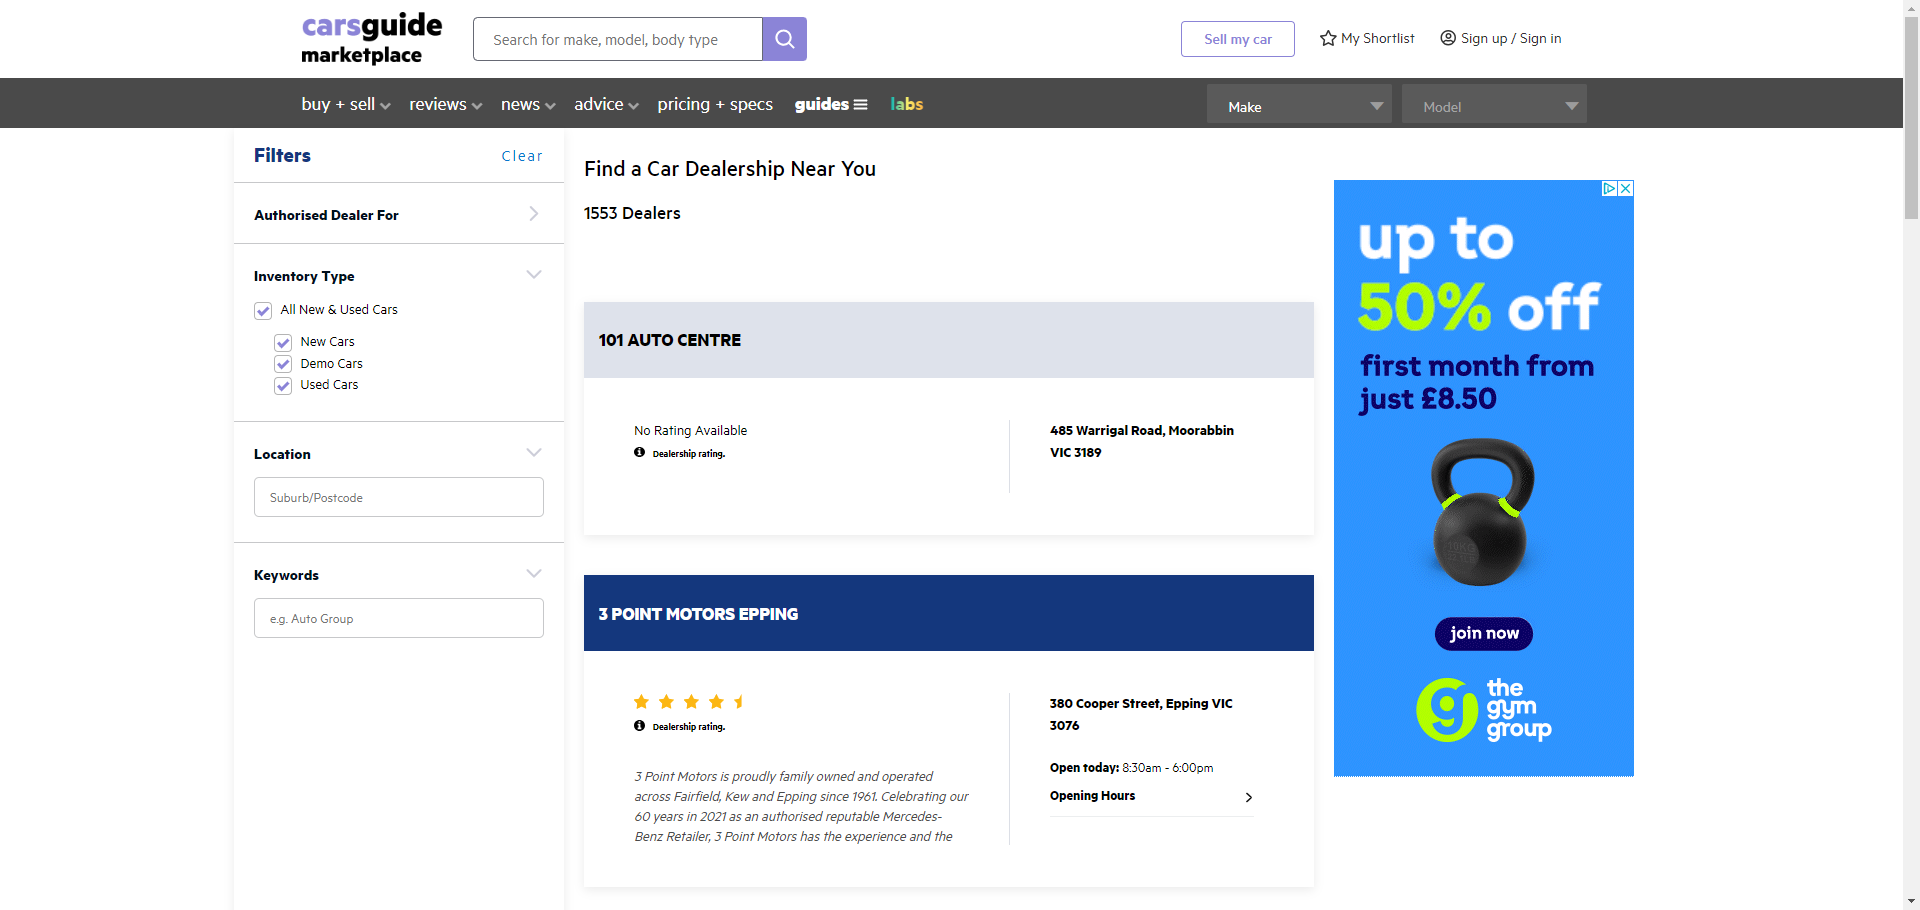 carsguide
marketplace
Search for make, model, body type
Sell my car
My Shortlist
Sign up / Sign in
buy + sell
reviews
news
advice
pricing + specs
guides
labs
Make
Model
Filters
Clear
Authorised Dealer For
Inventory Type
All New & Used Cars
New Cars
Demo Cars
Used Cars
Location
Suburb/Postcode
Keywords
e.g. Auto Group
Find a Car Dealership Near You
1553 Dealers
101 AUTO CENTRE
No Rating Available
Dealership rating.
485 Warrigal Road, Moorabbin
VIC 3189
3 POINT MOTORS EPPING
Dealership rating.
3 Point Motors is proudly family owned and operated
across Fairfield, Kew and Epping since 1961. Celebrating our
60 years in 2021 as an authorised reputable Mercedes-
Benz Retailer, 3 Point Motors has the experience and the
380 Cooper Street, Epping VIC
3076
Open today: 8:30am - 6:00pm
Opening Hours
up to
50% off
first month from
just £8.50
join now
the
gym
group